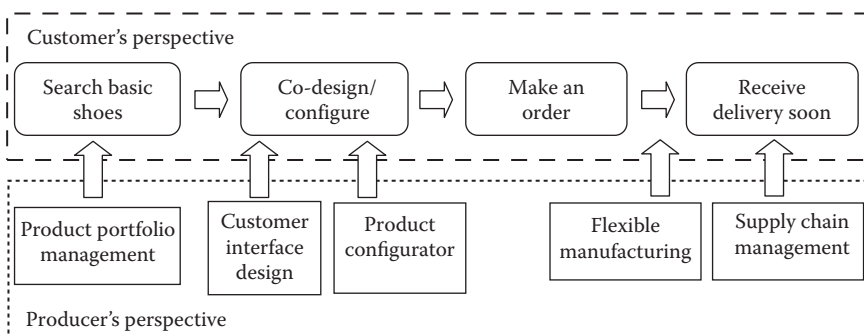 Customer's perspective
Search basic
shoes
Co-design/
configure
Make an
order
Receive
delivery soon
Product portfolio
management
Customer
interface
design
Product
configurator
Flexible
manufacturing
Supply chain
management
Producer's perspective